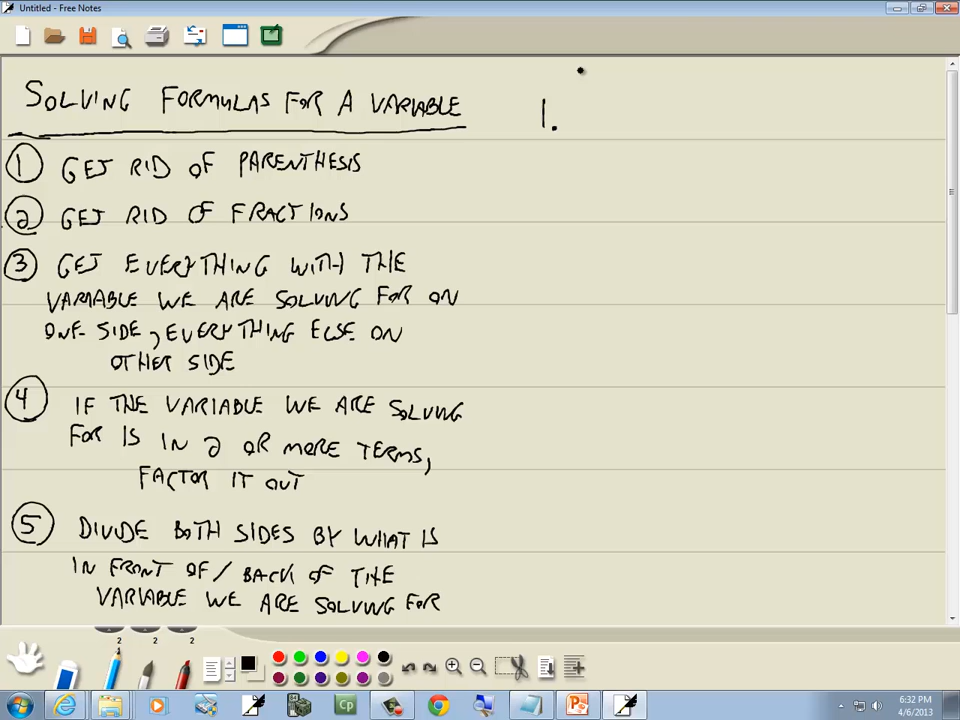 Untitled - Free Notes
SOLVING FORMULAS FOR A VARIABLE
1.
1 GET RID OF PARENTHESIS
2 GET RID OF FRACTIONS
3 GET EVERYTHING WITH THE
VARIABLE WE ARE SOLVING FOR ON
ONE SIDE, EVERYTHING ELSE ON
OTHER SIDE
4 IF THE VARIABLE WE ARE SOLVING
FOR IS IN 2 OR MORE TERMS,
FACTOR IT OUT
5 DIVIDE BOTH SIDES BY WHAT IS
IN FRONT OF/BACK OF THE
VARIABLE WE ARE SOLVING FOR
2 2 2
Cp
6:32 PM
4/6/2013